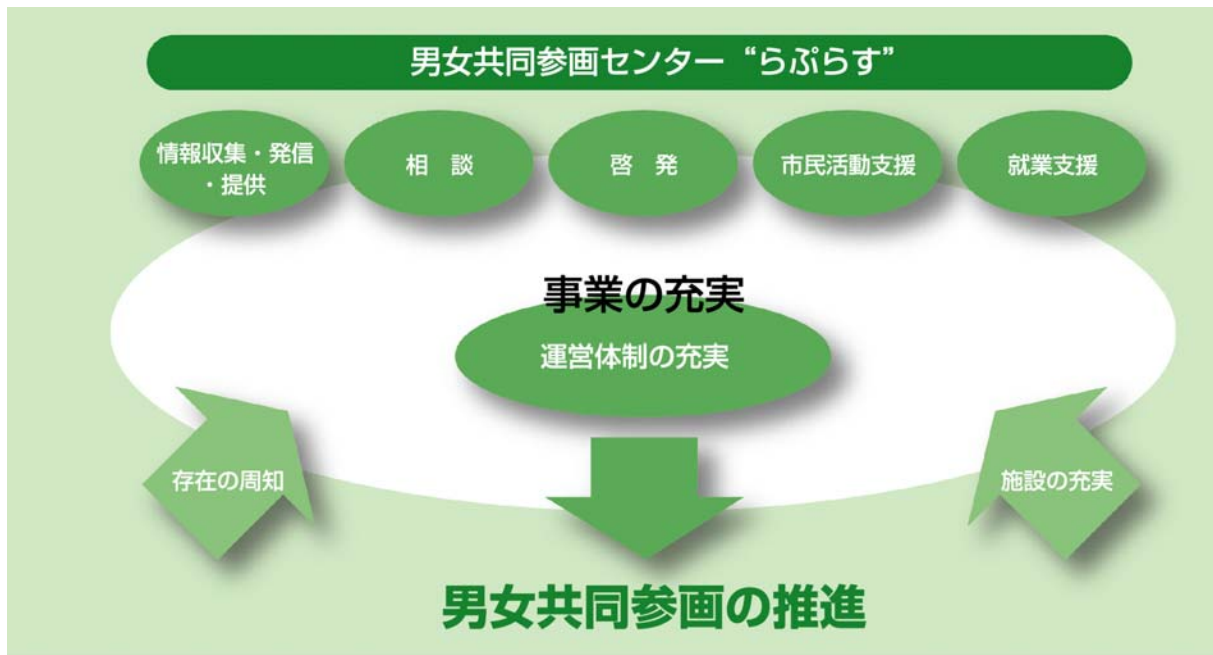 男女共同参画センター“らぷらす”
情報収集・発信
・提供
相　談
啓　発
市民活動支援
就業支援
事業の充実
運営体制の充実
存在の周知
施設の充実
男女共同参画の推進